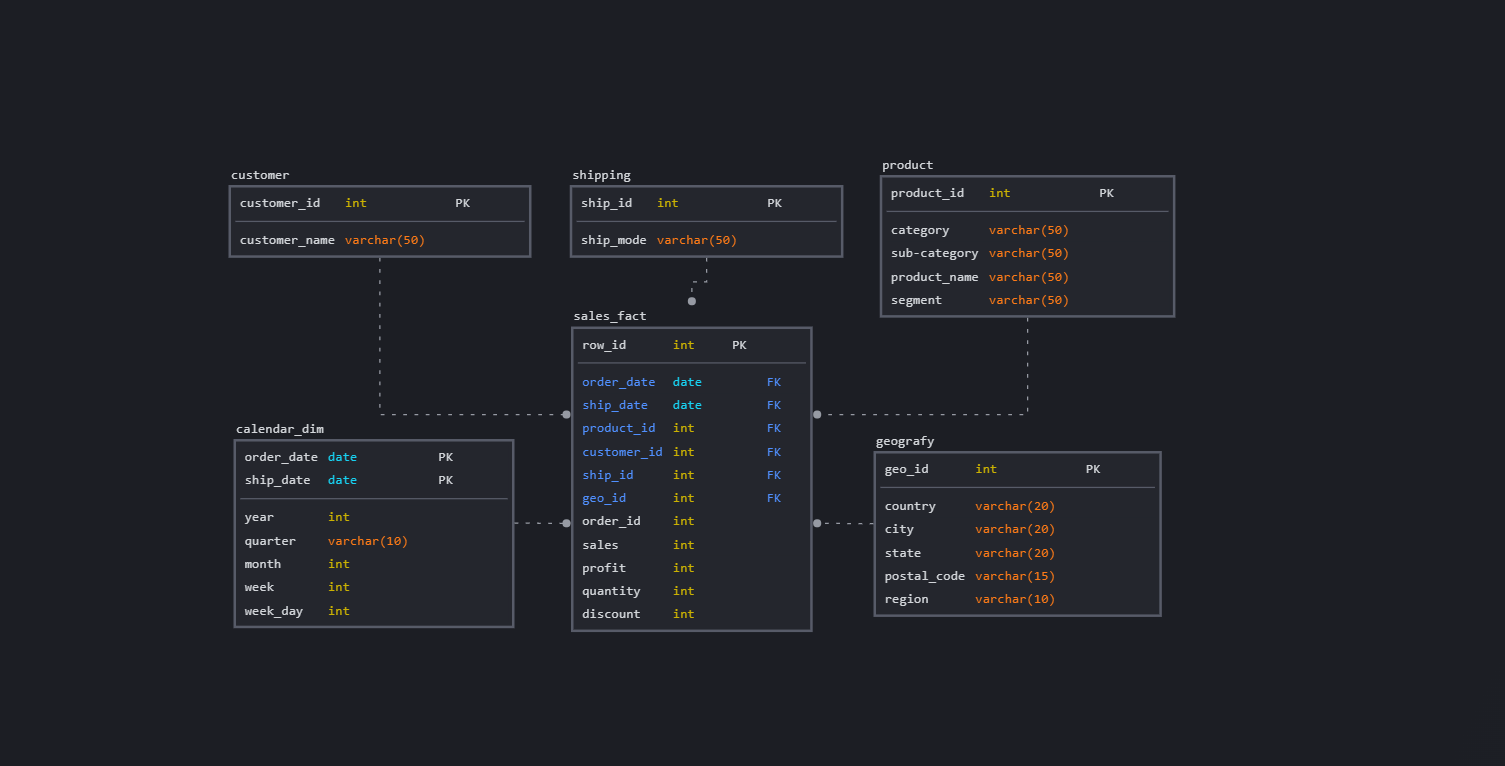 customer
customer_id int PK
customer_name varchar(50)
shipping
ship_id int PK
ship_mode varchar(50)
product
product_id int PK
category varchar(50)
sub-category varchar(50)
product_name varchar(50)
segment varchar(50)
sales_fact
row_id int PK
order_date date FK
ship_date date FK
product_id int FK
customer_id int FK
ship_id int FK
geo_id int FK
order_id int
sales int
profit int
quantity int
discount int
calendar_dim
order_date date PK
ship_date date PK
year int
quarter varchar(10)
month int
week int
week_day int
geografy
geo_id int PK
country varchar(20)
city varchar(20)
state varchar(20)
postal_code varchar(15)
region varchar(10)